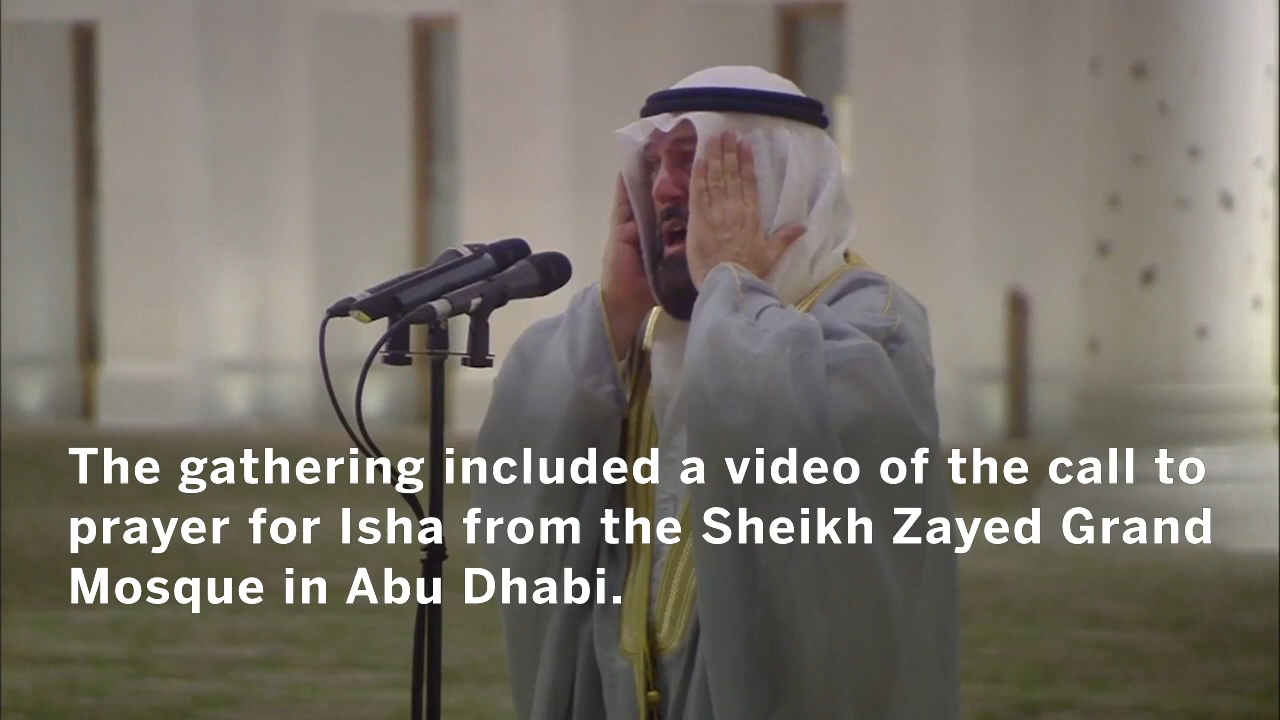 The gathering included a video of the call to
prayer for Isha from the Sheikh Zayed Grand
Mosque in Abu Dhabi.